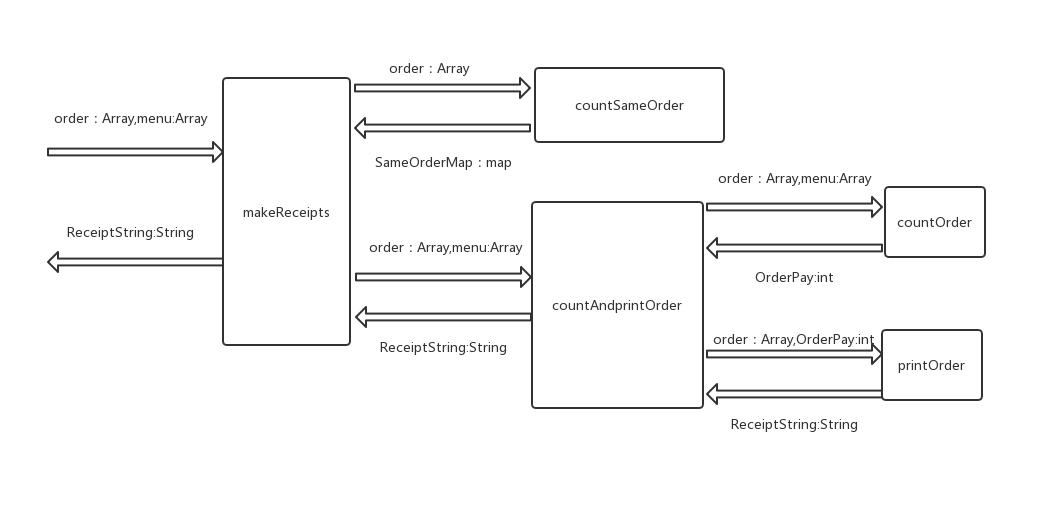 order：Array
countSameOrder
order：Array,menu:Array
SameOrderMap：map
order：Array,menu:Array
makeReceipts
countOrder
ReceiptString:String
order：Array,menu:Array
OrderPay:int
countAndprintOrder
order：Array,OrderPay:int
ReceiptString:String
printOrder
ReceiptString:String